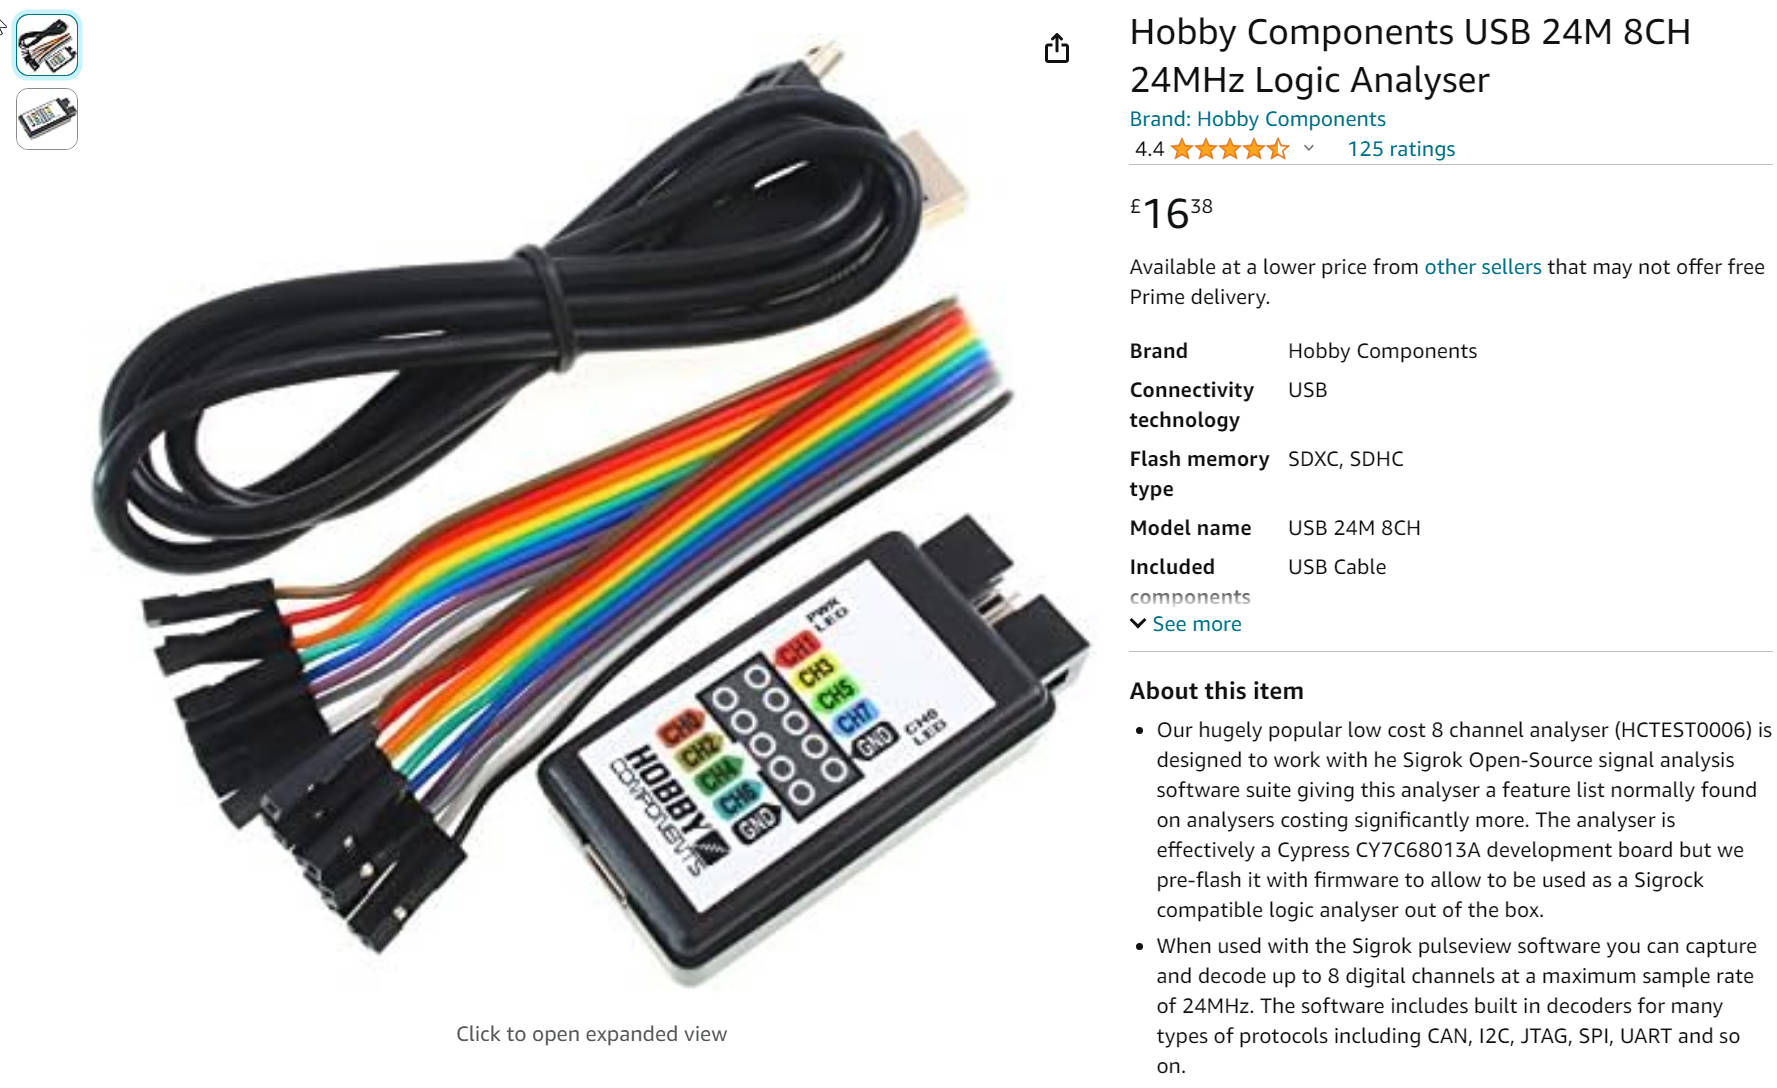 Hobby Components USB 24M 8CH
24MHz Logic Analyser
Brand: Hobby Components
4.4
125 ratings
£16 38
Available at a lower price from other sellers that may not offer free
Prime delivery.
Brand
Hobby Components
Connectivity
technology
USB
Flash memory
type
SDXC, SDHC
Model name
USB 24M 8CH
Included
components
USB Cable
See more
About this item
• Our hugely popular low cost 8 channel analyser (HCTEST0006) is
designed to work with he Sigrok Open-Source signal analysis
software suite giving this analyser a feature list normally found
on analysers costing significantly more. The analyser is
effectively a Cypress CY7C68013A development board but we
pre-flash it with firmware to allow to be used as a Sigrock
compatible logic analyser out of the box.
• When used with the Sigrok pulseview software you can capture
and decode up to 8 digital channels at a maximum sample rate
of 24MHz. The software includes built in decoders for many
types of protocols including CAN, I2C, JTAG, SPI, UART and so
on.
PWR
LED
CH1
CH3
CH5
CH7
GND
CH0
LED
CH0
CH2
CH4
CH6
GND
HOBBY
COMPONENTS
Click to open expanded view